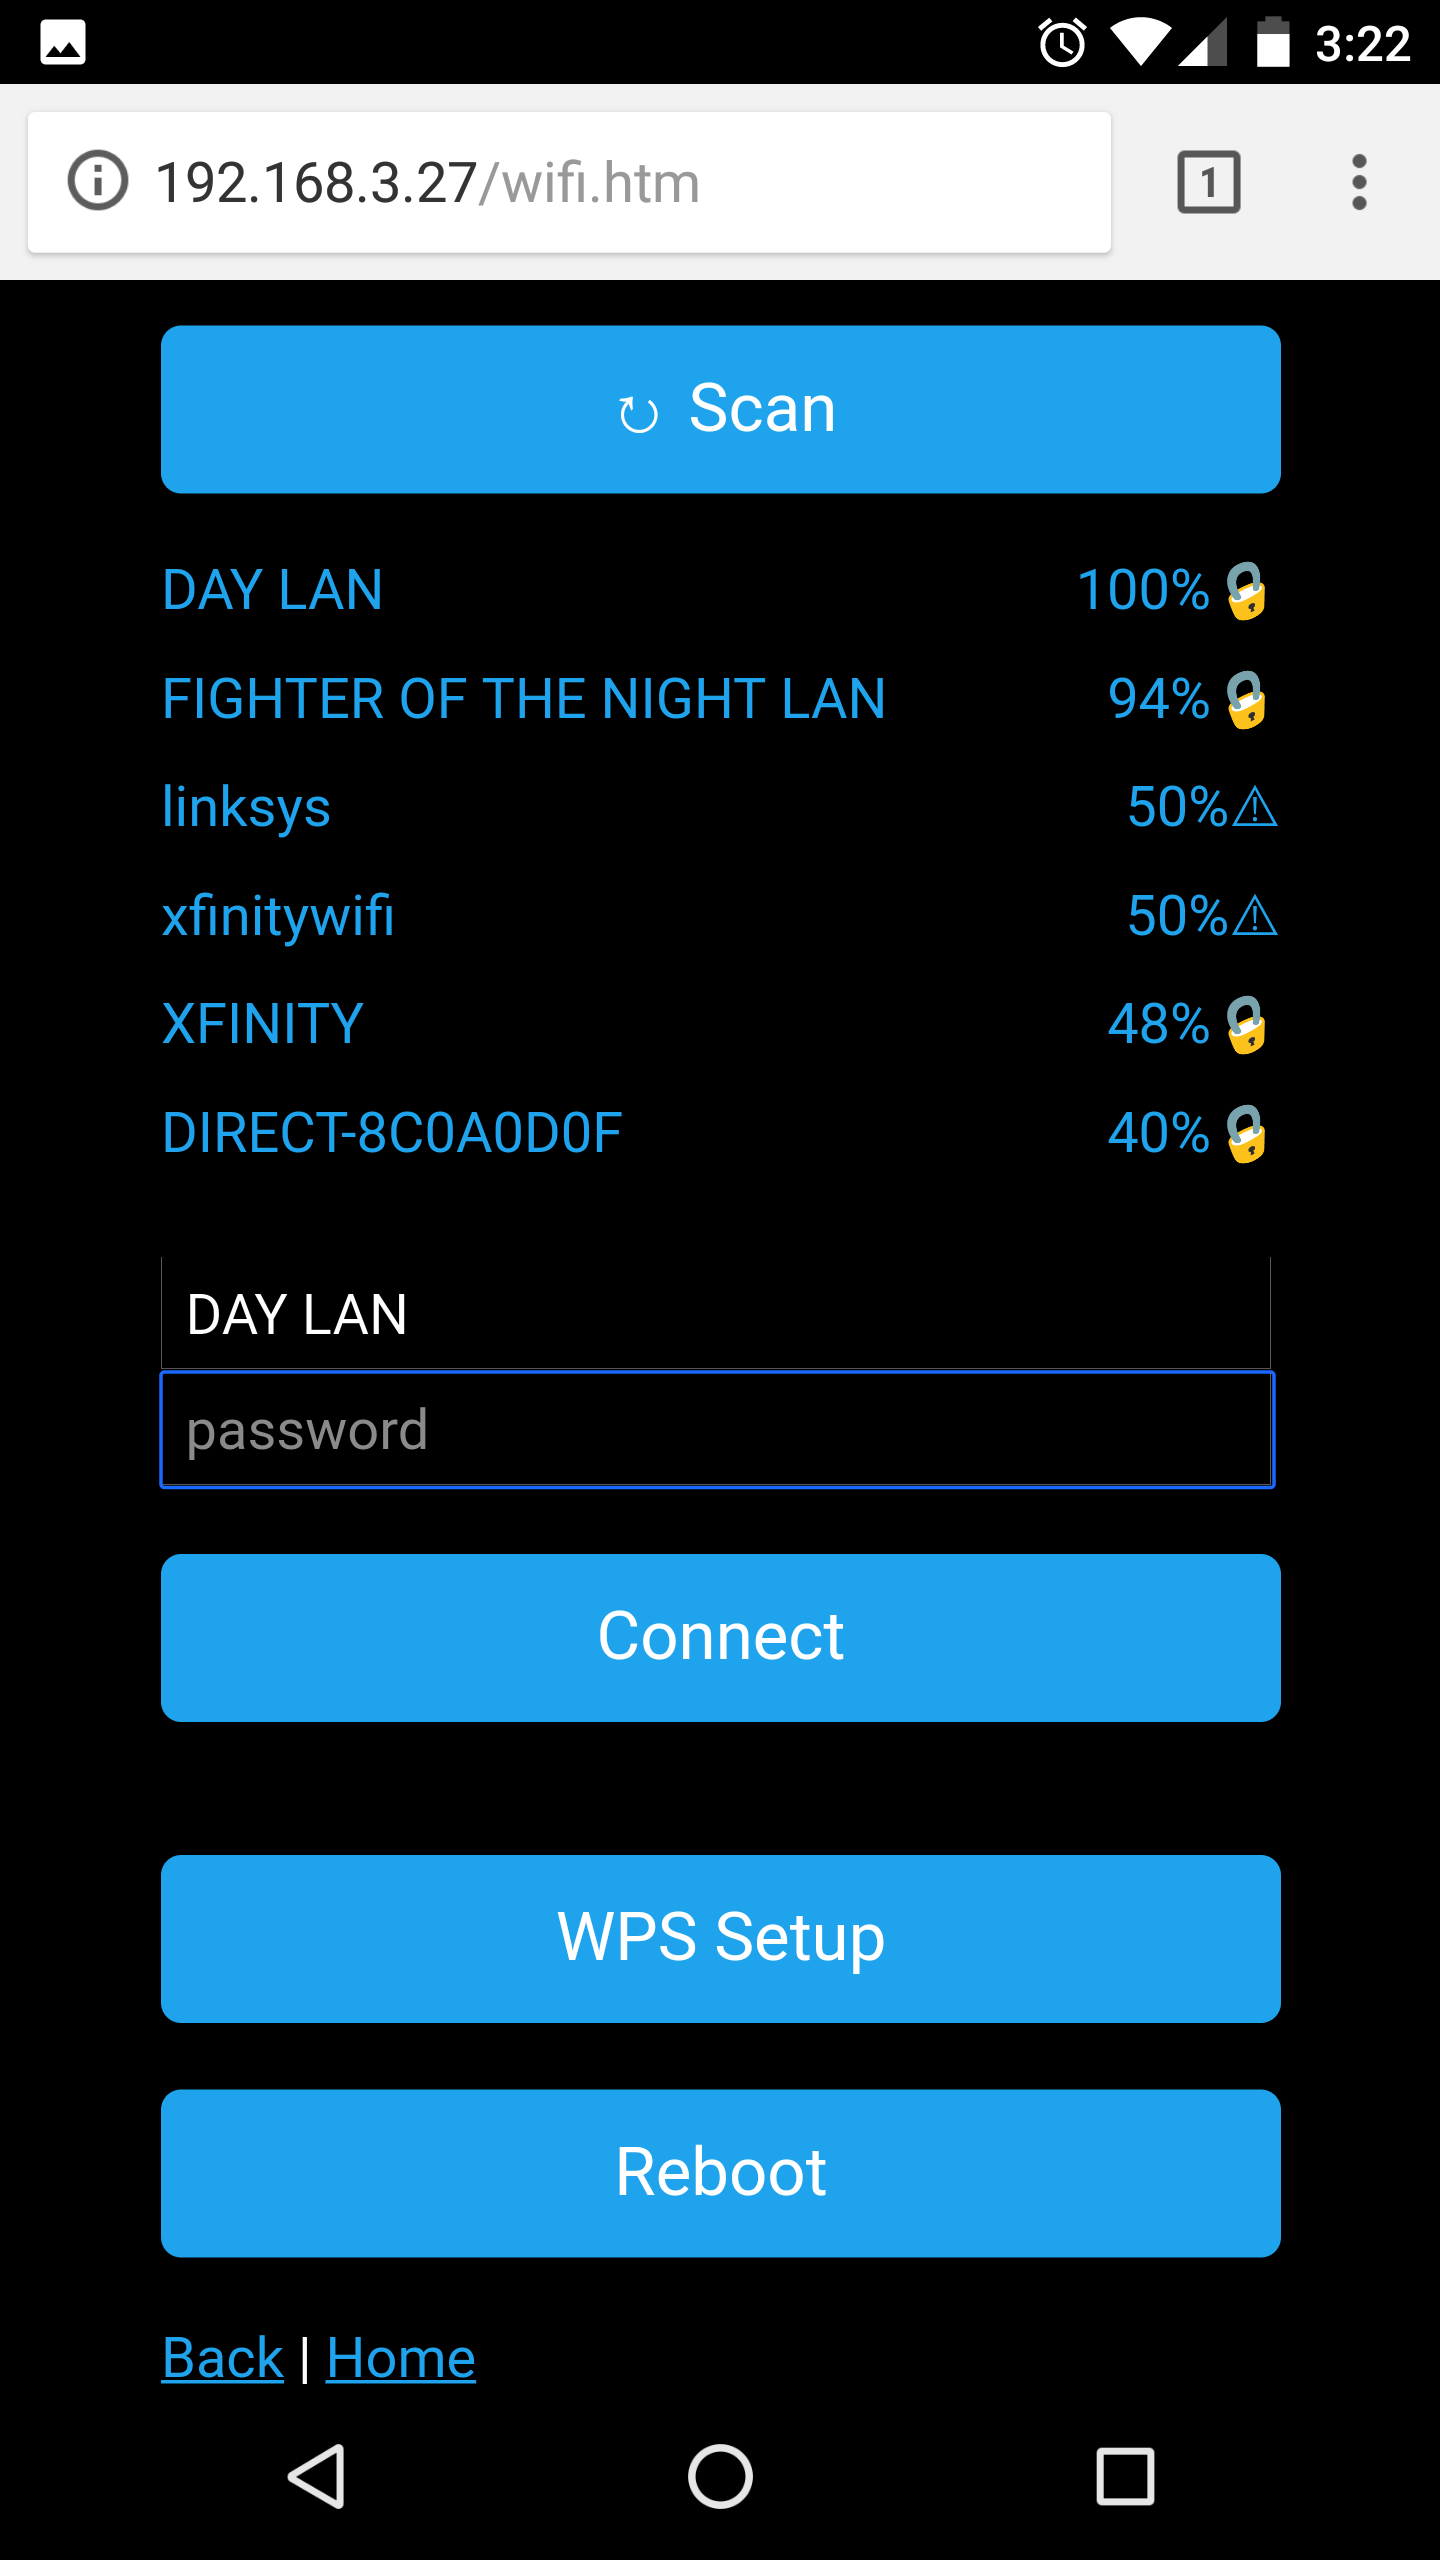 3:22
192.168.3.27/wifi.htm
1
↻ Scan
DAY LAN 100%🔒
FIGHTER OF THE NIGHT LAN 94%🔒
linksys 50%⚠
xfinitywifi 50%⚠
XFINITY 48%🔒
DIRECT-8C0A0D0F 40%🔒
DAY LAN
password
Connect
WPS Setup
Reboot
Back | Home